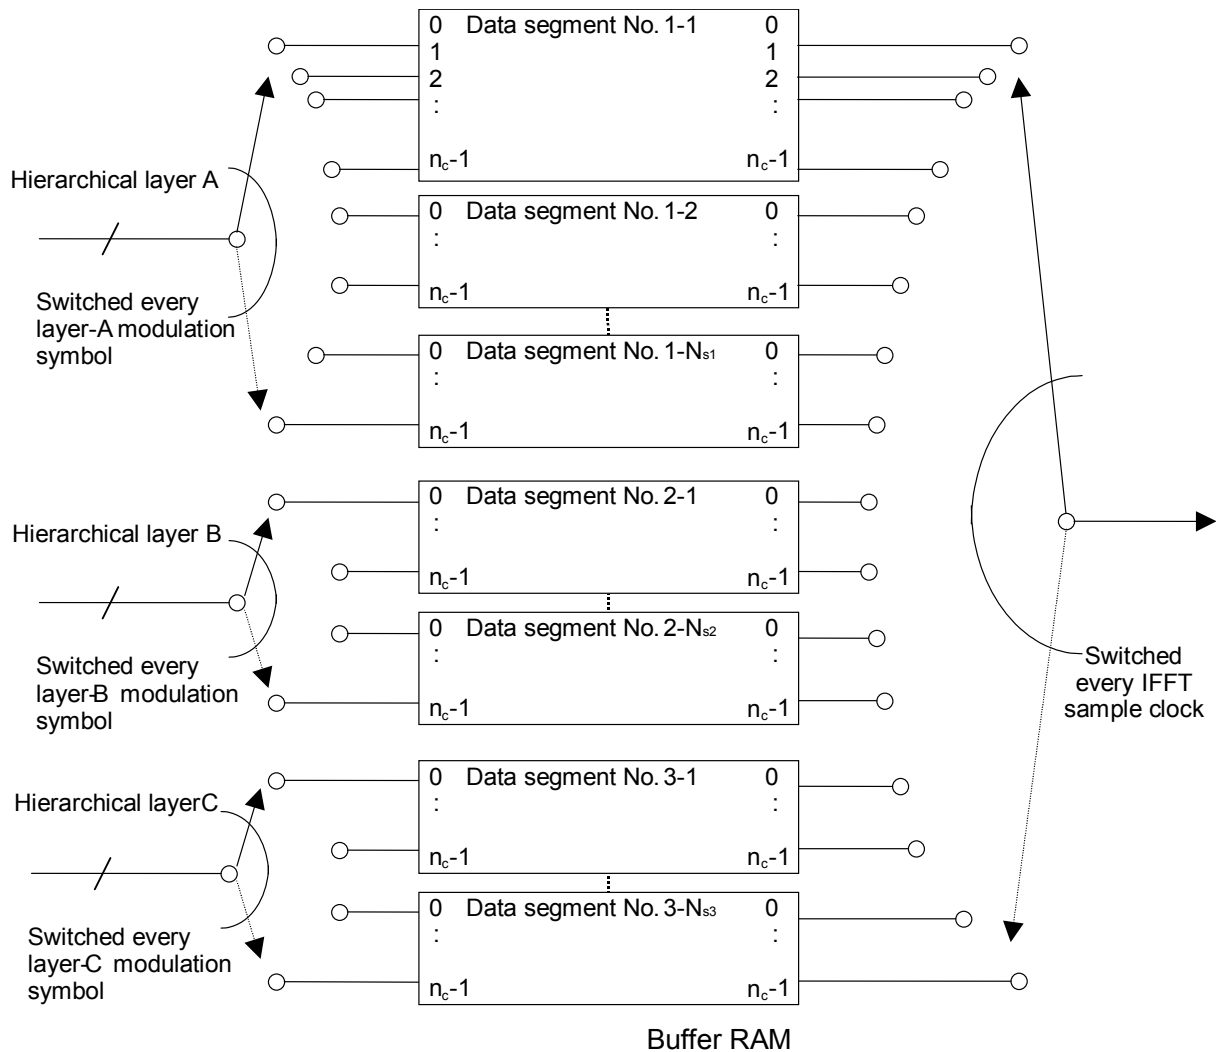 0 Data segment No. 1-1 0
1 1
2 2
: :
n_c-1 n_c-1
Hierarchical layer A
0 Data segment No. 1-2 0
: :
n_c-1 n_c-1
Switched every
layer-A modulation
symbol
0 Data segment No. 1-N_s1 0
: :
n_c-1 n_c-1
0 Data segment No. 2-1 0
: :
n_c-1 n_c-1
Hierarchical layer B
0 Data segment No. 2-N_s2 0
: :
n_c-1 n_c-1
Switched every
layer-B modulation
symbol
Switched
every IFFT
sample clock
0 Data segment No. 3-1 0
: :
n_c-1 n_c-1
Hierarchical layer C
0 Data segment No. 3-N_s3 0
: :
n_c-1 n_c-1
Switched every
layer-C modulation
symbol
Buffer RAM